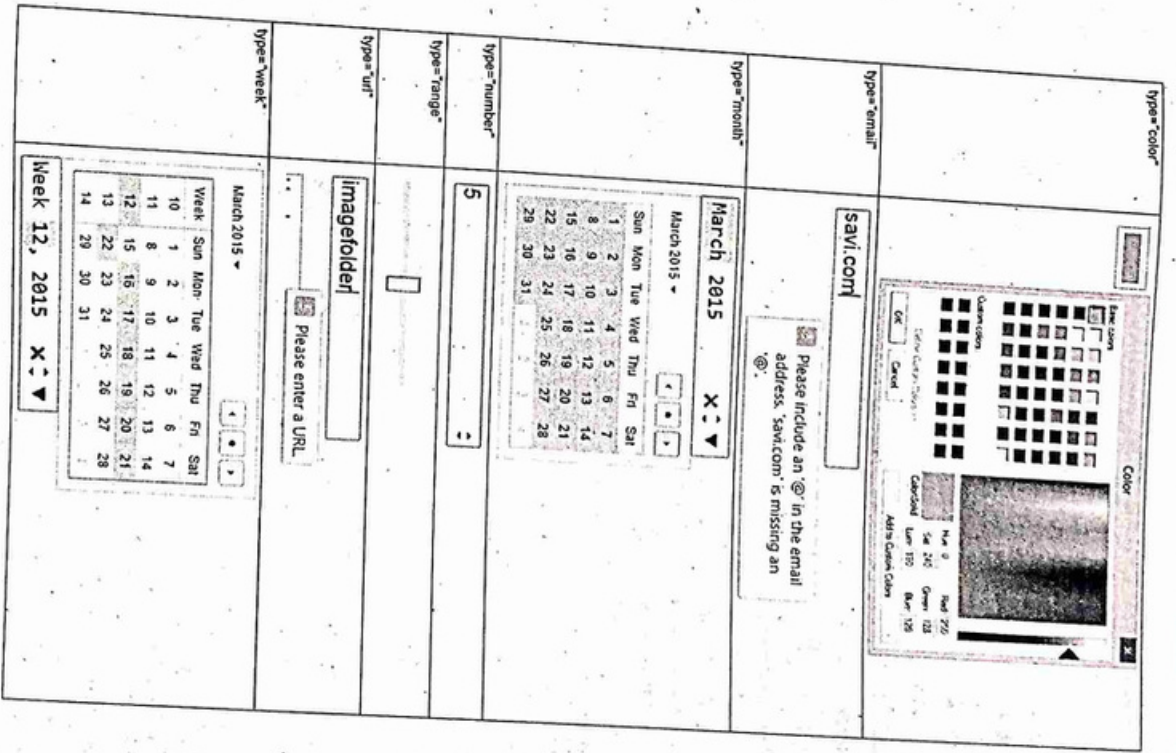 type="color"
Color
Basic colors:
Custom colors:
Define Custom Colors >>
OK Cancel
Hue: 0 Red:
Sat: 240 Green: 123
Color|Solid Lum: Blue:
Add to Custom Colors
type="email"
savi.com
Please include an '@' in the email
address. 'savi.com' is missing an
'@'.
type="month"
March 2015
March 2015
Sun Mon Tue Wed Thu Fri Sat
1 2 3 4 5 6 7
8 9 10 11 12 13 14
15 16 17 18 19 20 21
22 23 24 25 26 27 28
29 30 31
type="number"
5
type="range"
type="url"
imagefolder
Please enter a URL.
type="week"
March 2015
Week Sun Mon Tue Wed Thu Fri Sat
10 1 2 3 4 5 6 7
11 8 9 10 11 12 13 14
12 15 16 17 18 19 20 21
13 22 23 24 25 26 27 28
14 29 30 31
Week 12, 2015